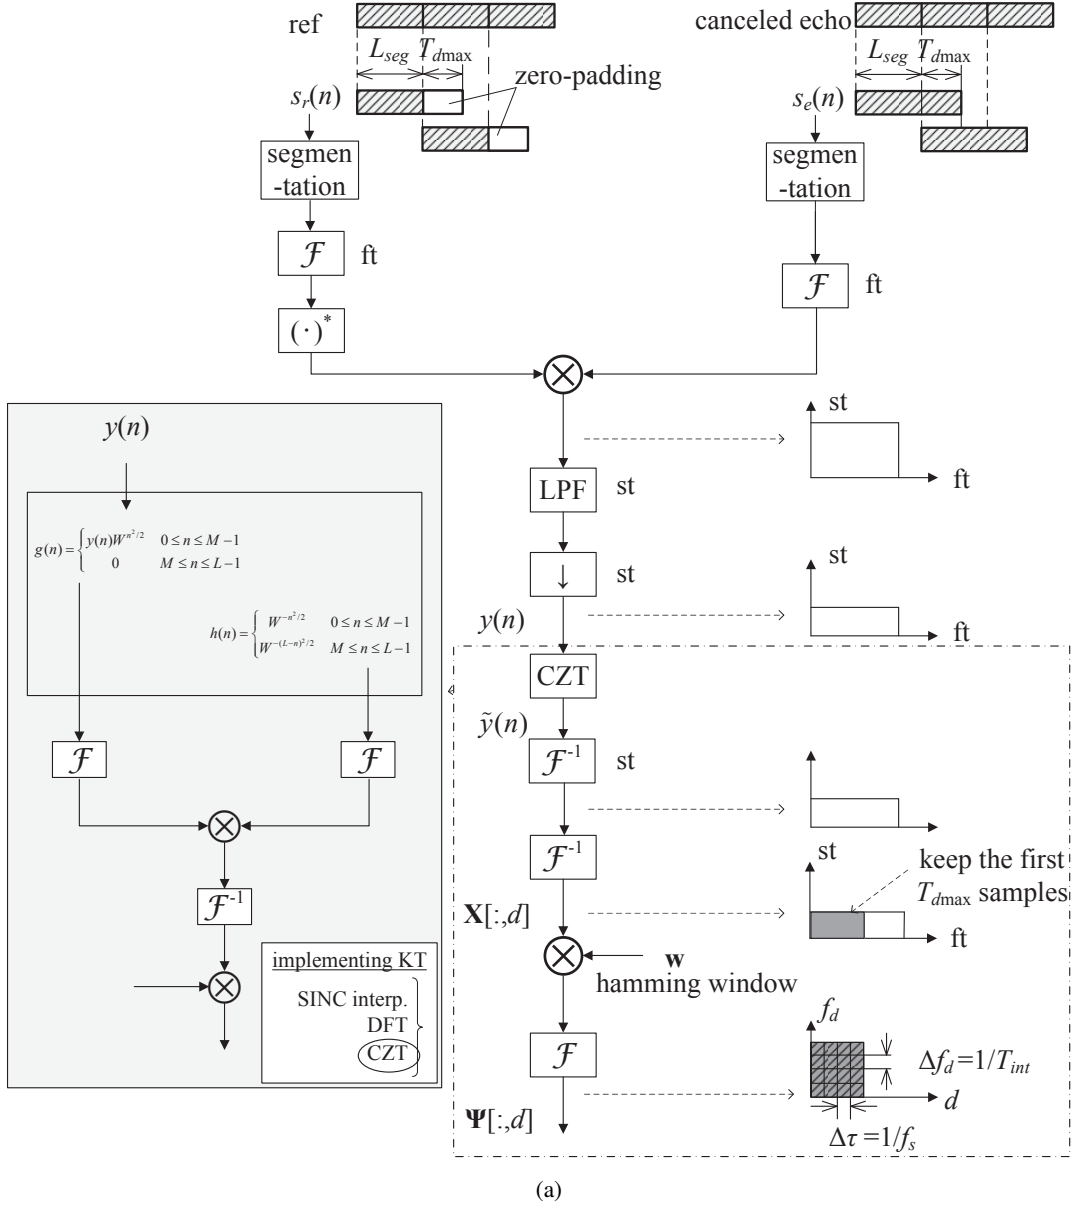 ref
canceled echo
L_seg T_dmax
L_seg T_dmax
zero-padding
s_r(n)
s_e(n)
segmen
-tation
segmen
-tation
ℱ ft
ℱ ft
(·)*
st
ft
y(n)
LPF st
g(n)={y(n)W^{n²/2} 0≤n≤M−1
0 M≤n≤L−1
↓ st
st
ft
y(n)
h(n)={W^{-n²/2} 0≤n≤M−1
W^{-(L−n)²/2} M≤n≤L−1
CZT
ỹ(n)
ℱ ℱ
ℱ⁻¹ st
ℱ⁻¹
st
keep the first
T_dmax samples
ft
ℱ⁻¹
X[:,d]
w
hamming window
implementing KT
SINC interp.
DFT
CZT
ℱ
f_d
Δf_d=1/T_int
d
Ψ[:,d]
Δτ=1/f_s
(a)